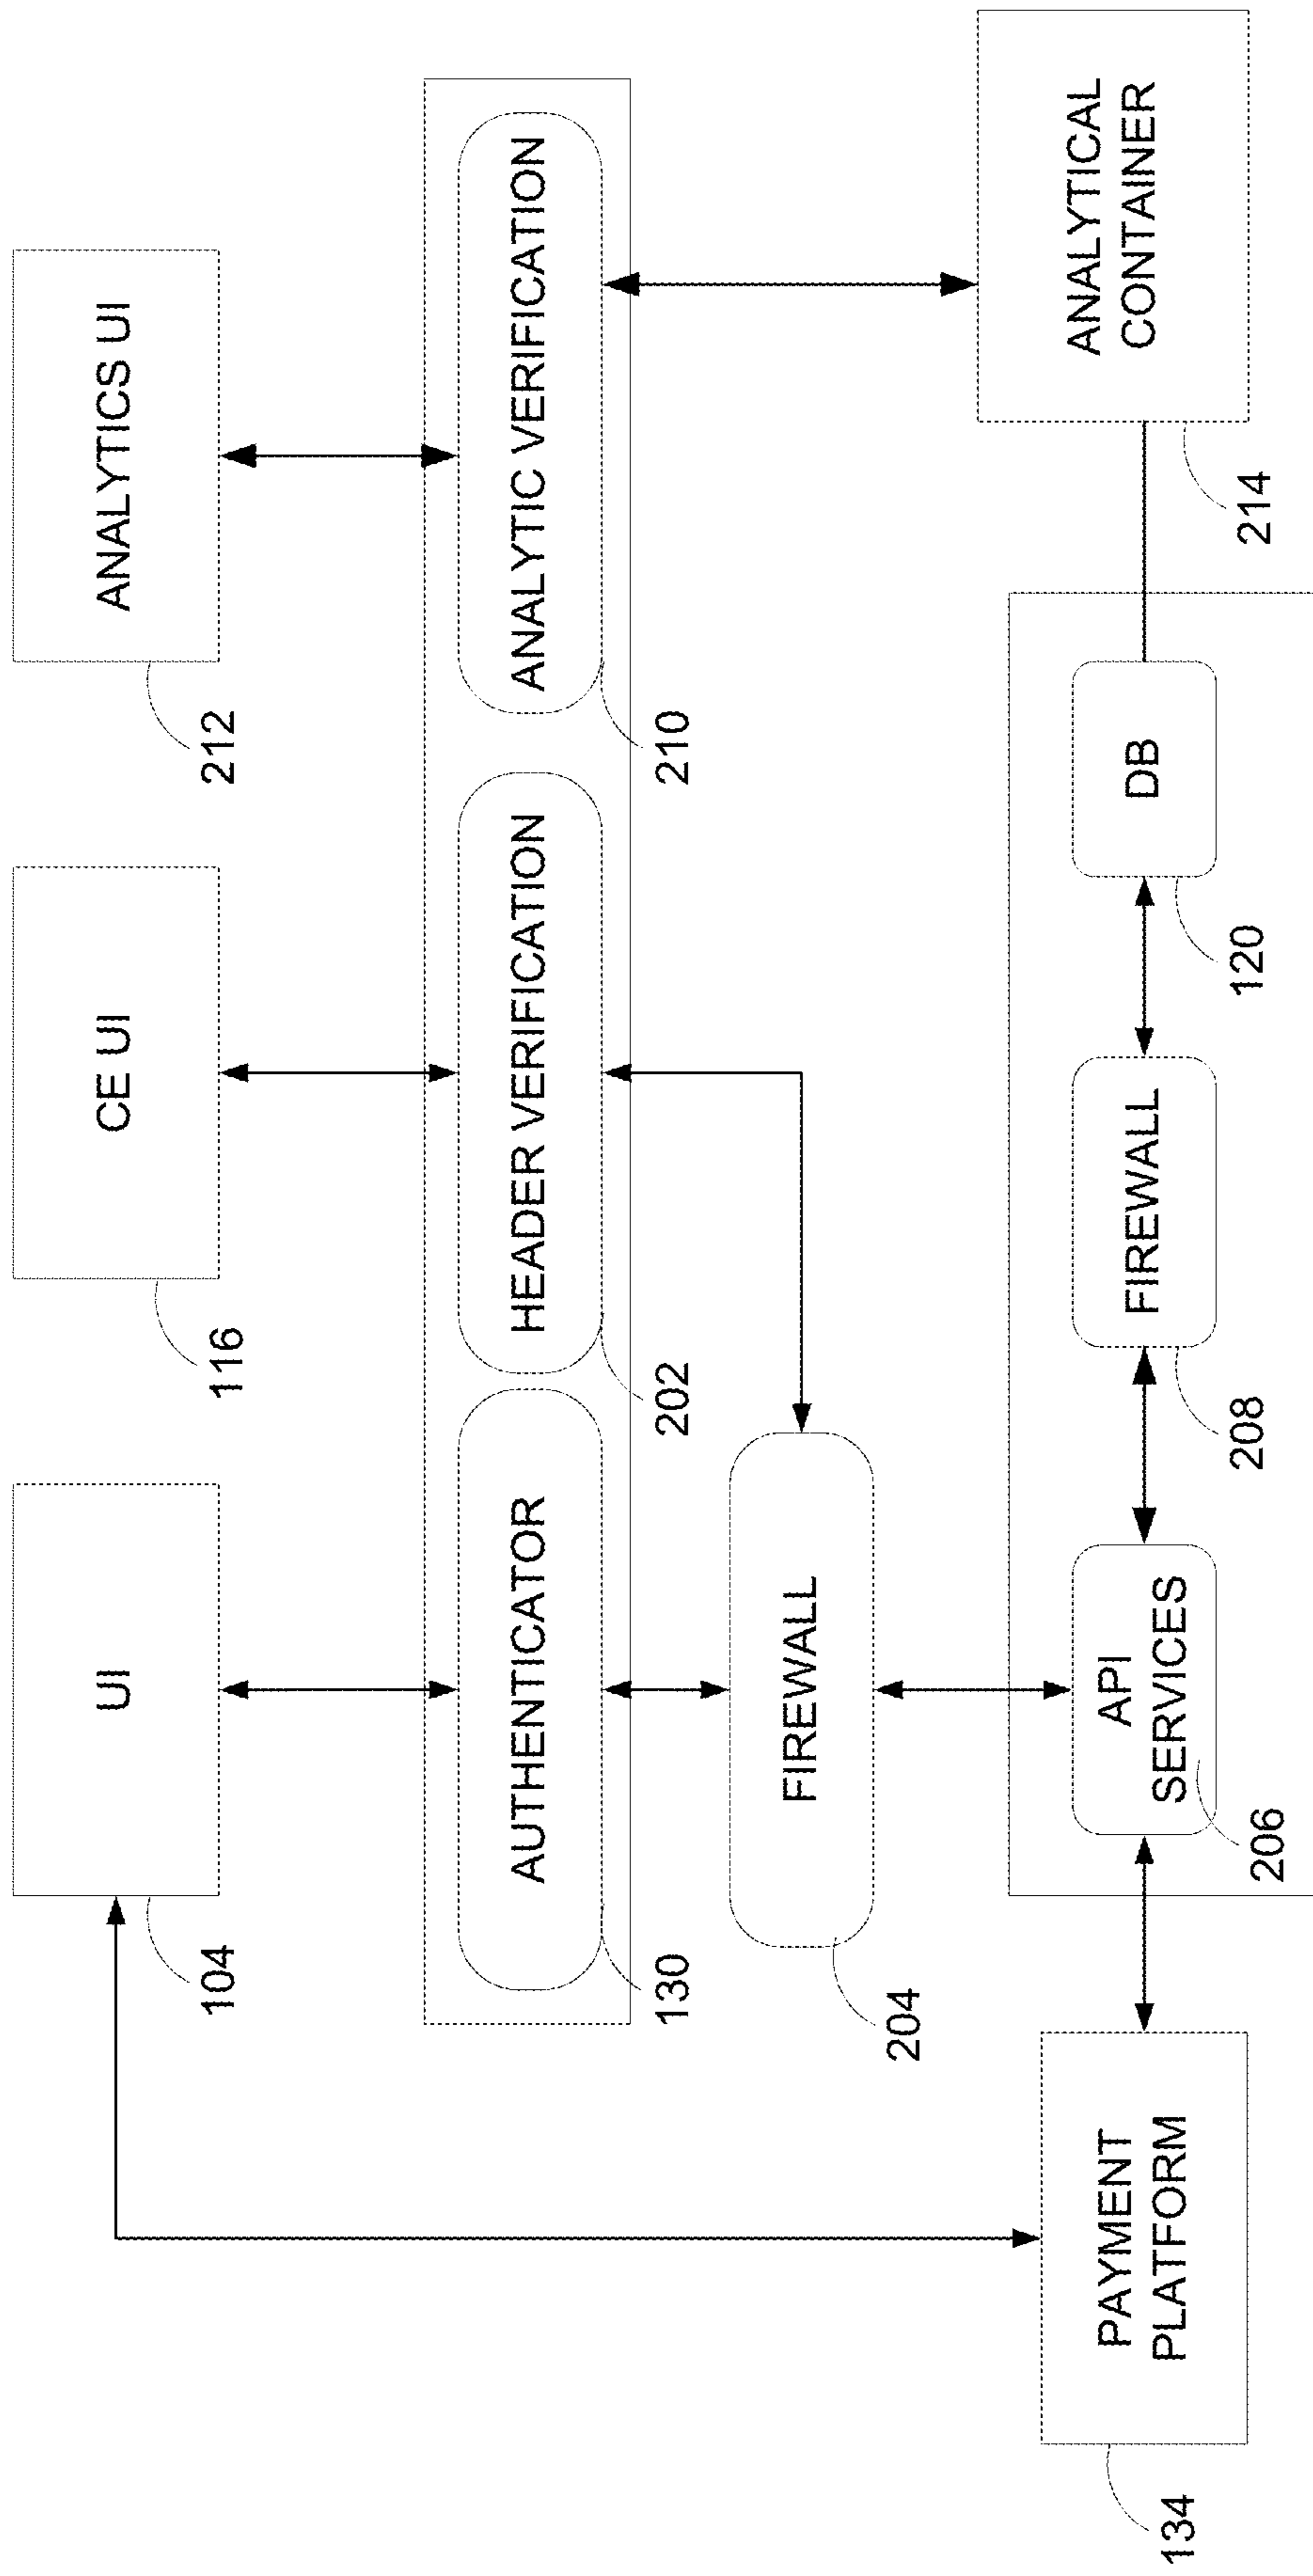 UI
104
CE UI
116
ANALYTICS UI
212
AUTHENTICATOR
130
HEADER VERIFICATION
202
ANALYTIC VERIFICATION
210
FIREWALL
204
PAYMENT
PLATFORM
134
API
SERVICES
206
FIREWALL
208
DB
120
ANALYTICAL
CONTAINER
214